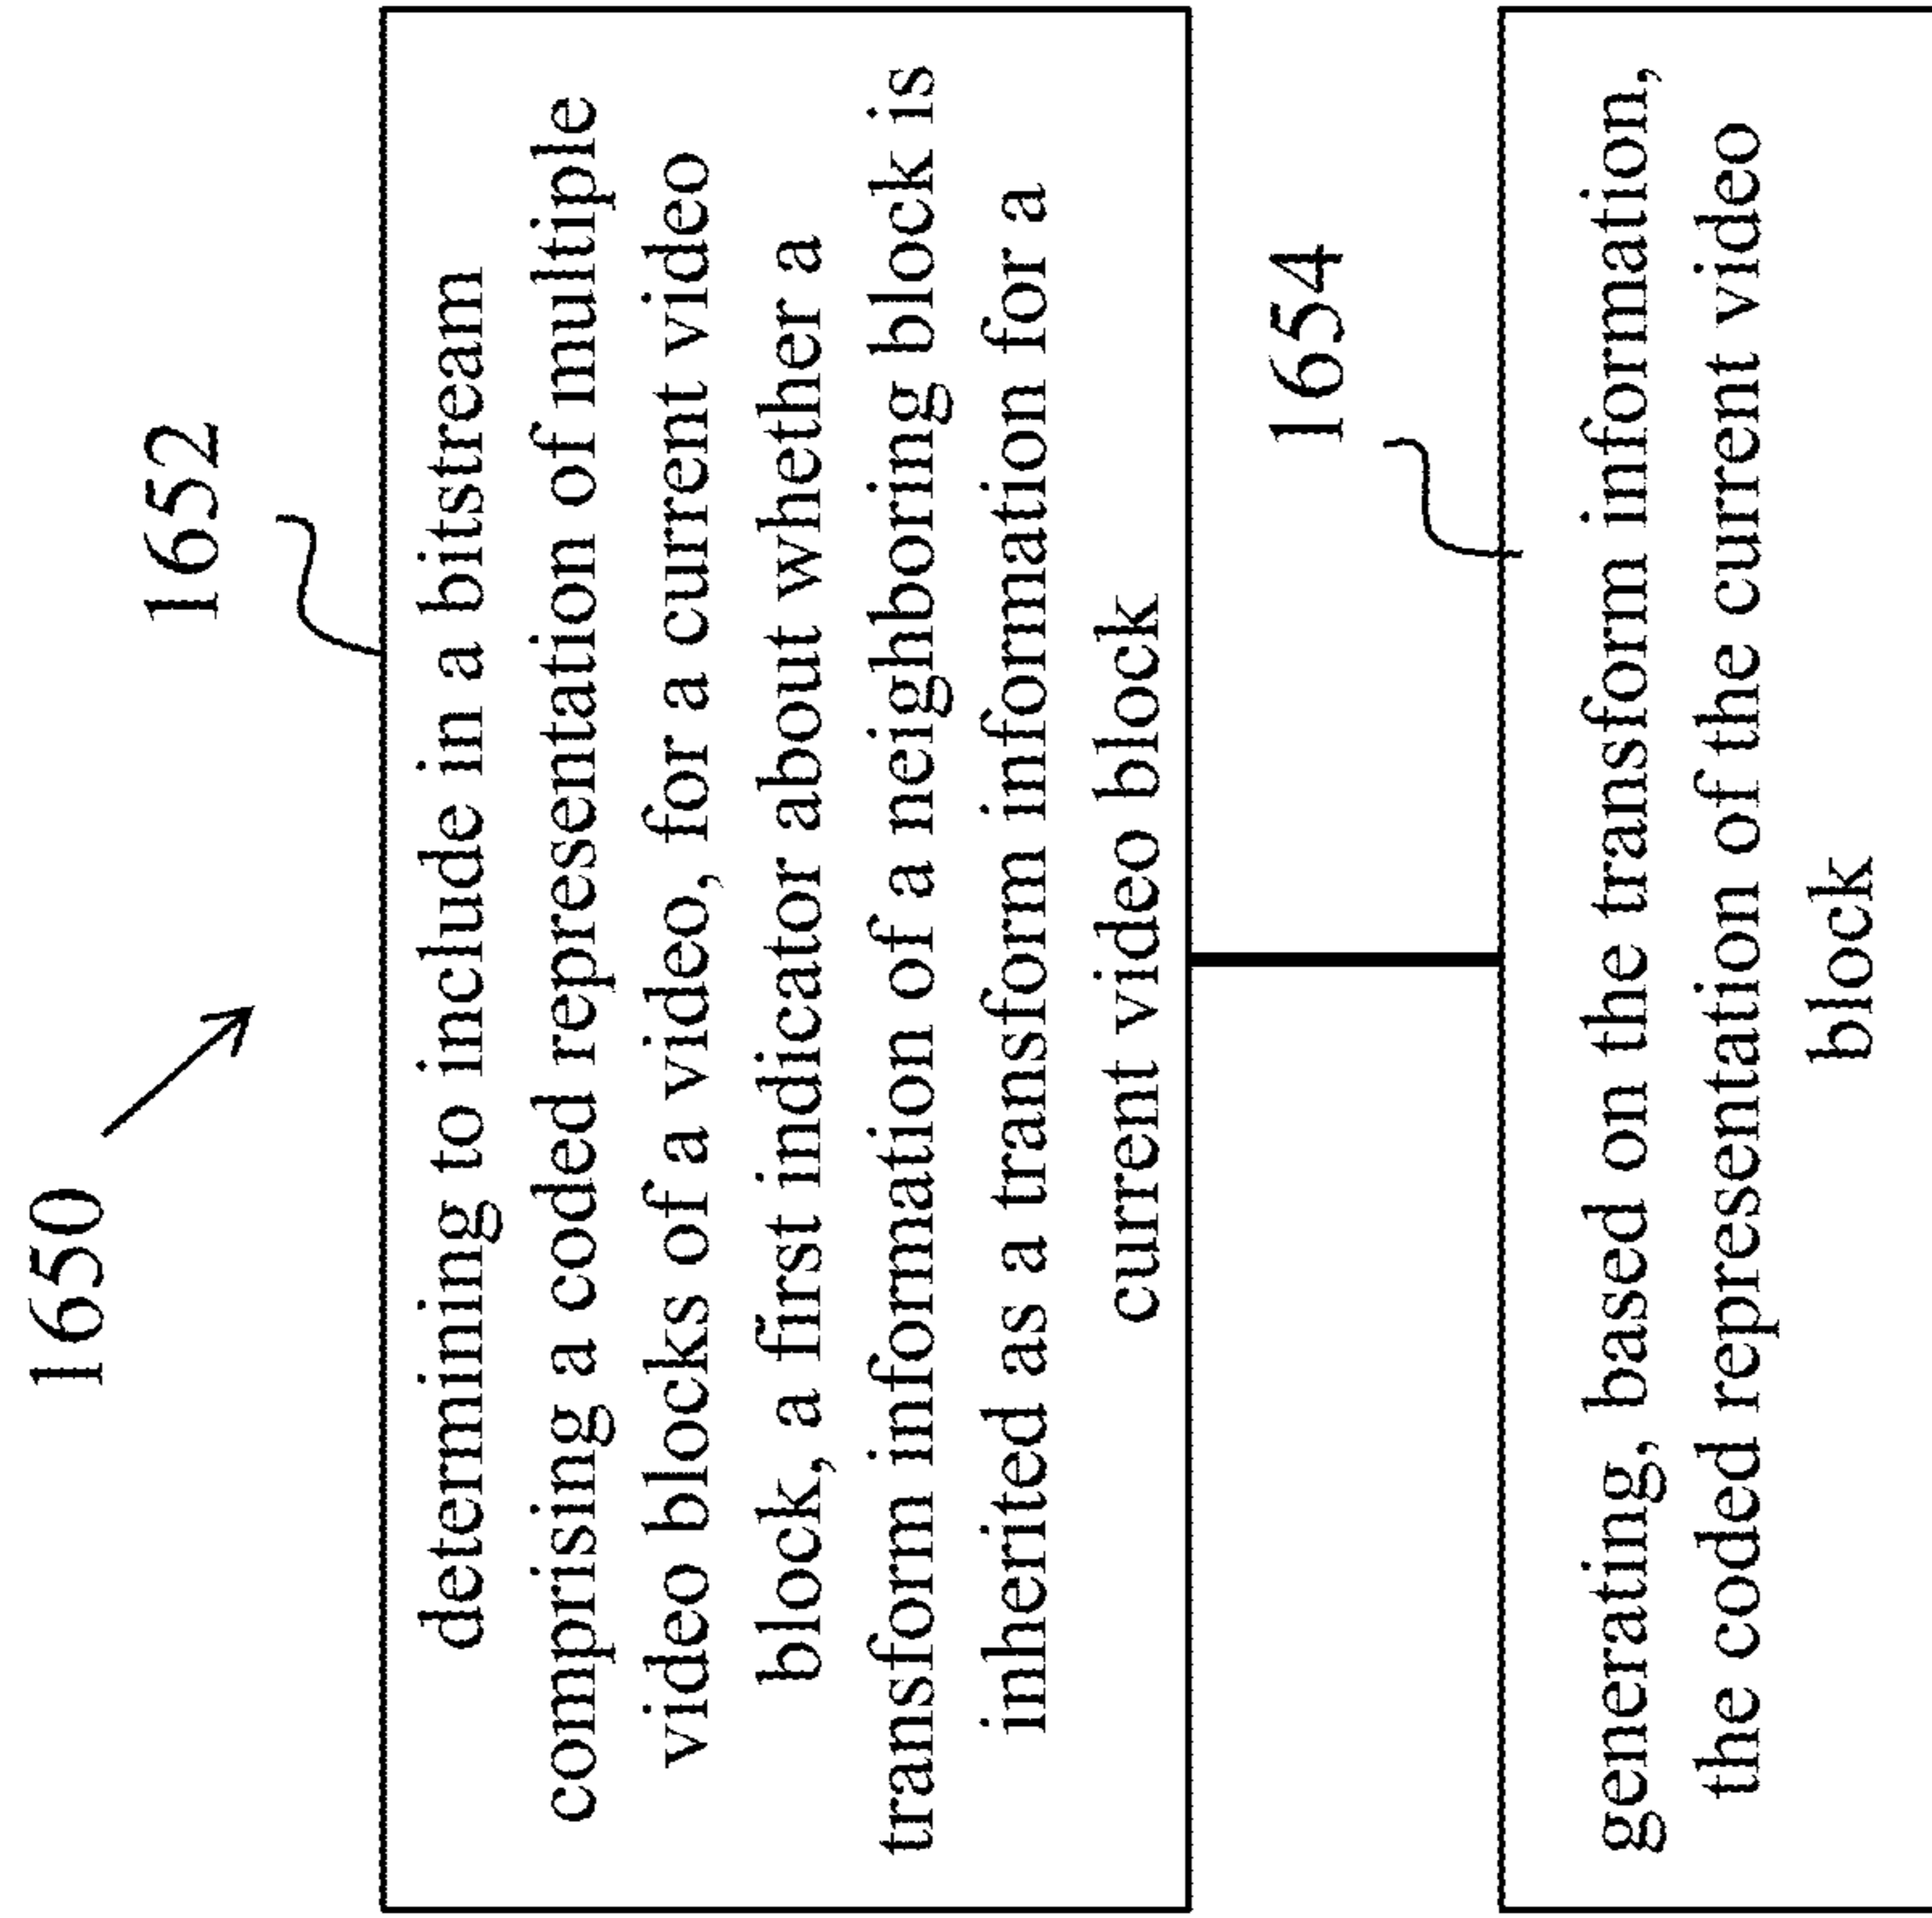 1650
1652
determining to include in a bitstream
comprising a coded representation of multiple
video blocks of a video, for a current video
block, a first indicator about whether a
transform information of a neighboring block is
inherited as a transform information for a
current video block
1654
generating, based on the transform information,
the coded representation of the current video
block